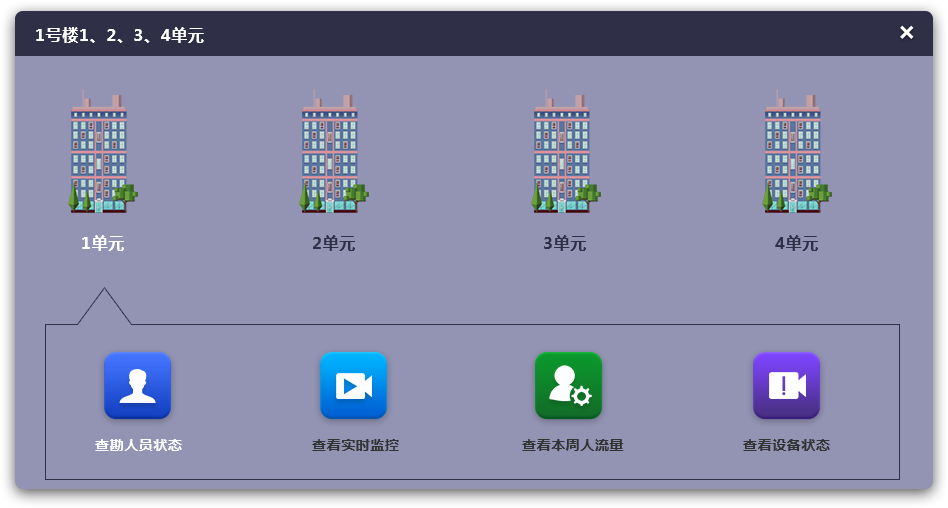 1号楼1、2、3、4单元
1单元
2单元
3单元
4单元
查勘人员状态
查看实时监控
查看本周人流量
查看设备状态